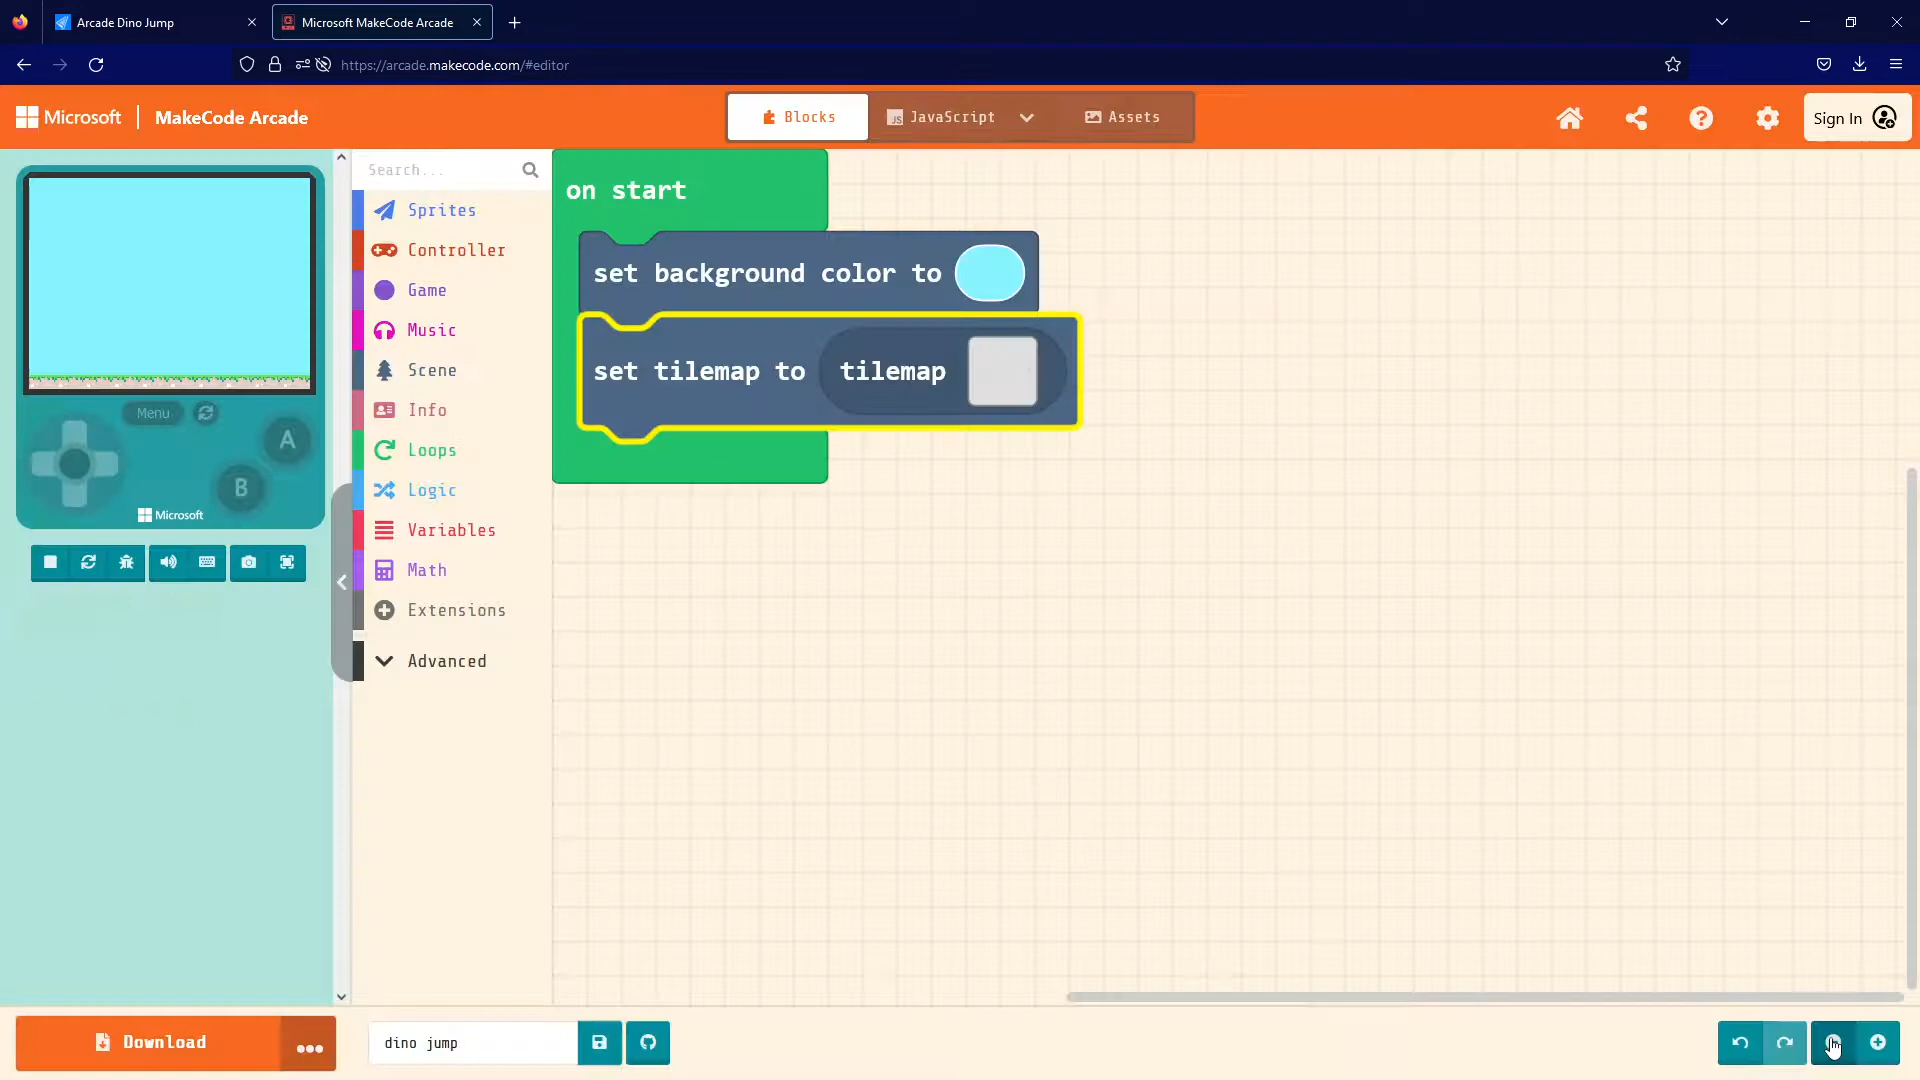 Arcade Dino Jump
Microsoft MakeCode Arcade
https://arcade.makecode.com/#editor
Microsoft
MakeCode Arcade
Blocks
JS
JavaScript
Assets
Sign In
Menu
A
B
Microsoft
Search...
Sprites
Controller
Game
Music
Scene
Info
Loops
Logic
Variables
Math
Extensions
Advanced
on start
set background color to
set tilemap to tilemap
Download
dino jump